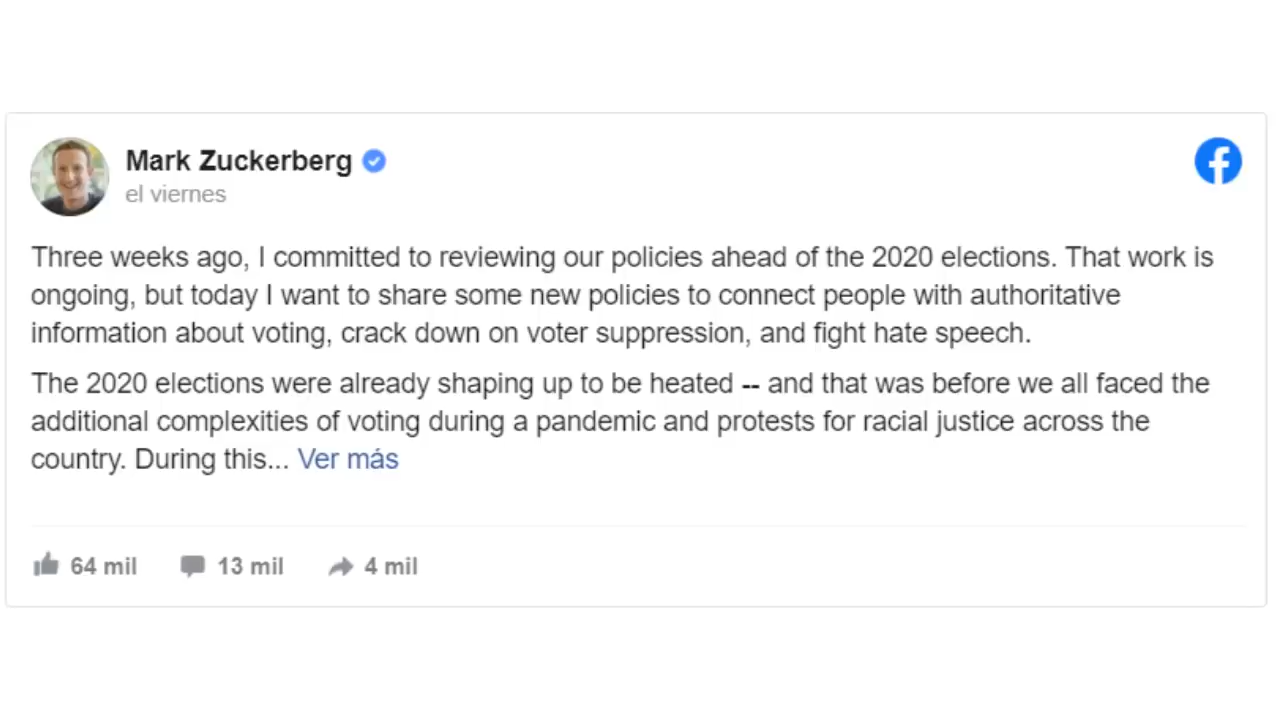 Mark Zuckerberg
el viernes
Three weeks ago, I committed to reviewing our policies ahead of the 2020 elections. That work is
ongoing, but today I want to share some new policies to connect people with authoritative
information about voting, crack down on voter suppression, and fight hate speech.
The 2020 elections were already shaping up to be heated -- and that was before we all faced the
additional complexities of voting during a pandemic and protests for racial justice across the
country. During this... Ver más
64 mil 13 mil 4 mil